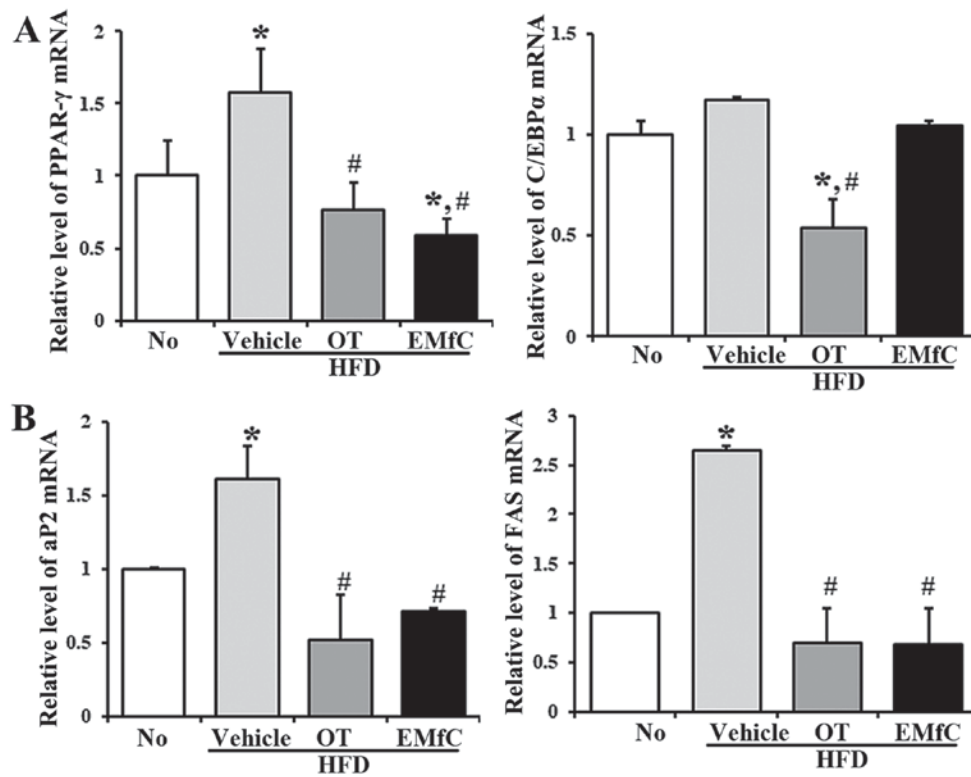 A
Relative level of PPAR-γ mRNA
2
1.5
1
0.5
0
*
#
*, #
No Vehicle OT EMfC
HFD
Relative level of C/EBPα mRNA
1.5
1
0.5
0
*, #
No Vehicle OT EMfC
HFD
B
Relative level of aP2 mRNA
2
1.5
1
0.5
0
*
#
#
No Vehicle OT EMfC
HFD
Relative level of FAS mRNA
3
2.5
2
1.5
1
0.5
0
*
#
#
No Vehicle OT EMfC
HFD